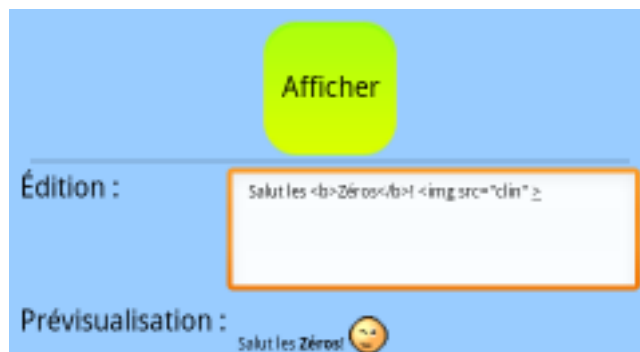 Afficher
Édition :
Salut les <b>Zéros</b>! <img src="clin" >
Prévisualisation :
Salut les Zéros!